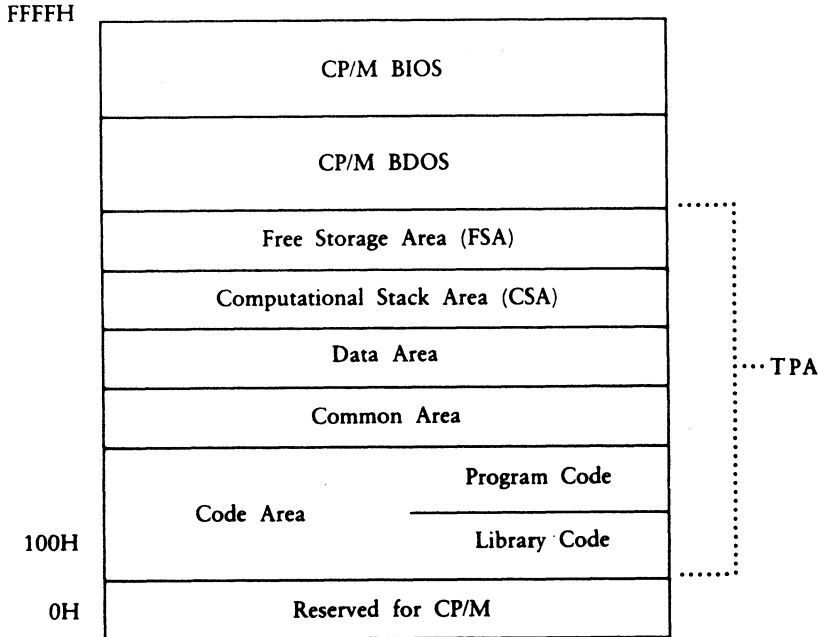 FFFFH
CP/M BIOS
CP/M BDOS
Free Storage Area (FSA)
Computational Stack Area (CSA)
Data Area
TPA
Common Area
Program Code
Code Area
Library Code
100H
0H
Reserved for CP/M